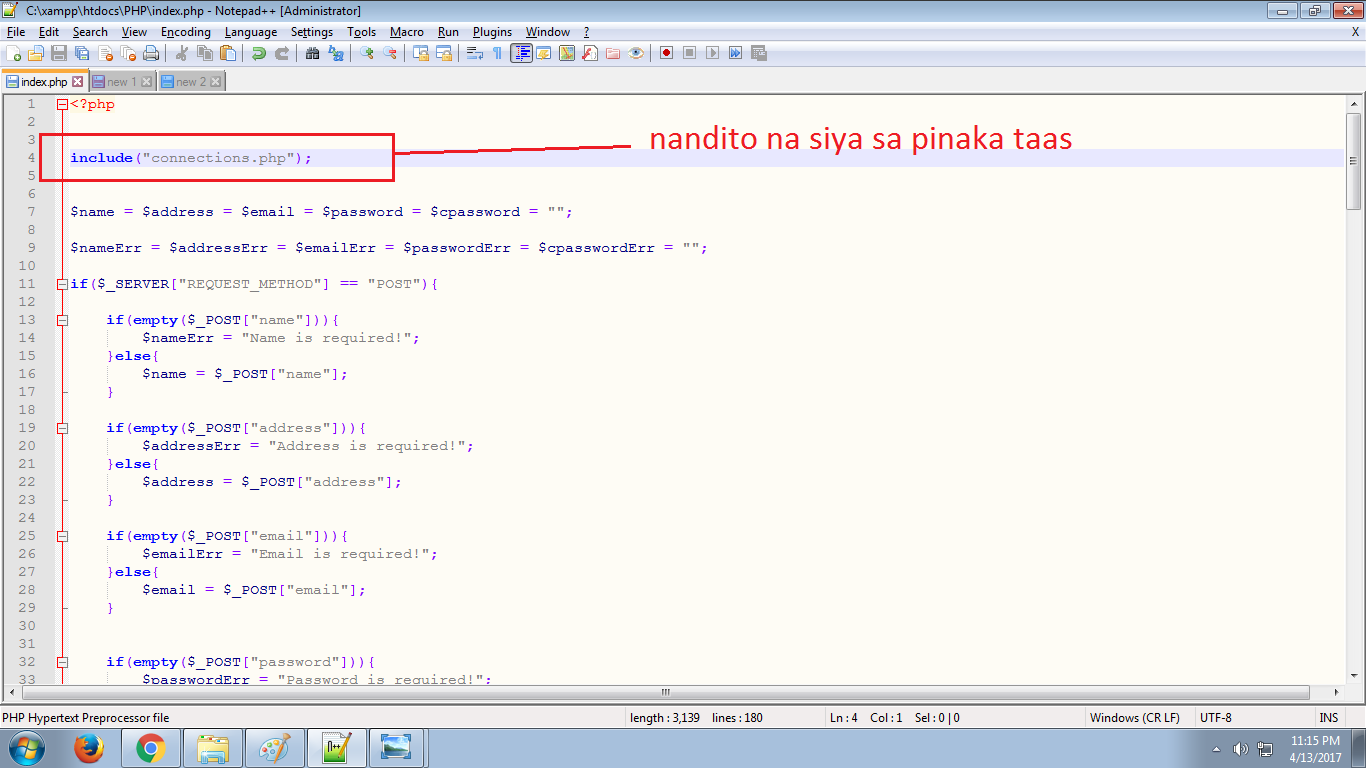 C:\xampp\htdocs\PHP\index.php - Notepad++ [Administrator]
File Edit Search View Encoding Language Settings Tools Macro Run Plugins Window ? X
index.php new 1 new 2
1 <?php
2
3
4 include("connections.php");
nandito na siya sa pinaka taas
5
6
7 $name = $address = $email = $password = $cpassword = "";
8
9 $nameErr = $addressErr = $emailErr = $passwordErr = $cpasswordErr = "";
10
11 if($_SERVER["REQUEST_METHOD"] == "POST"){
12
13 if(empty($_POST["name"])){
14 $nameErr = "Name is required!";
15 }else{
16 $name = $_POST["name"];
17 }
18
19 if(empty($_POST["address"])){
20 $addressErr = "Address is required!";
21 }else{
22 $address = $_POST["address"];
23 }
24
25 if(empty($_POST["email"])){
26 $emailErr = "Email is required!";
27 }else{
28 $email = $_POST["email"];
29 }
30
31
32 if(empty($_POST["password"])){
33 $passwordErr = "Password is required!";
PHP Hypertext Preprocessor file length : 3,139 lines : 180 Ln : 4 Col : 1 Sel : 0 | 0 Windows (CR LF) UTF-8 INS
11:15 PM
4/13/2017